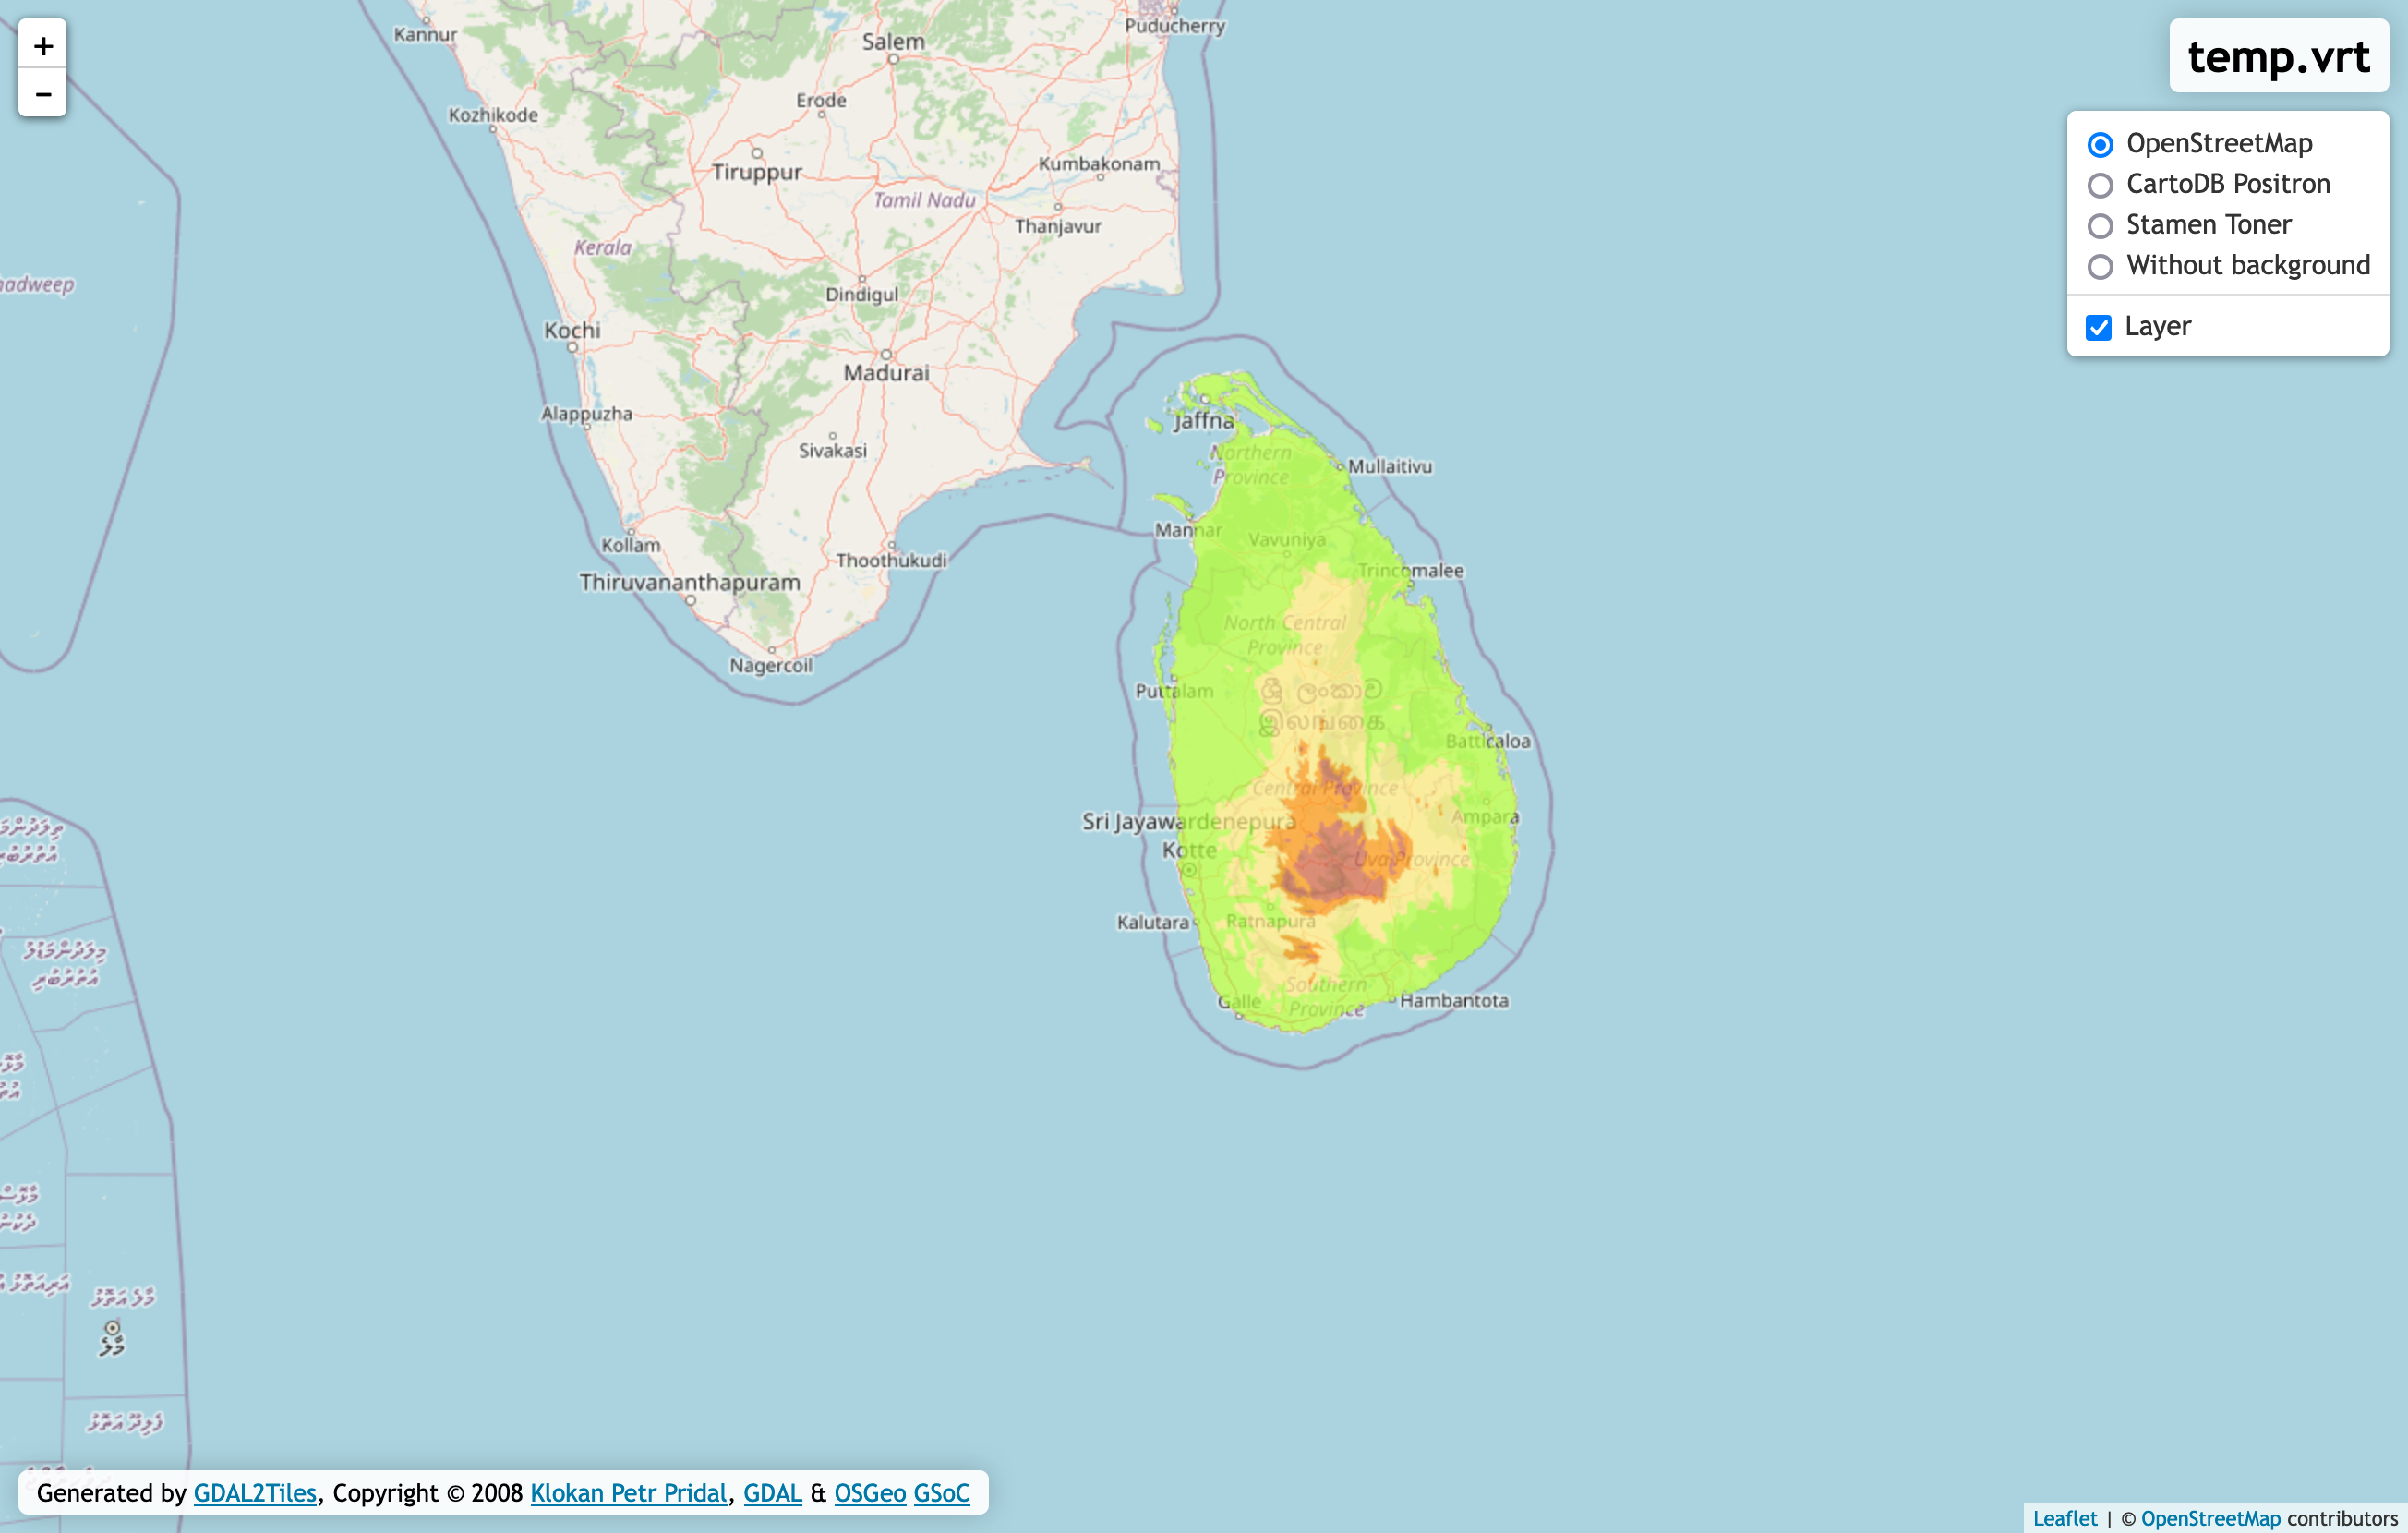 +
−
temp.vrt
OpenStreetMap
CartoDB Positron
Stamen Toner
Without background
Layer
Kannur
Salem
Puducherry
Erode
Kozhikode
Tiruppur
Kumbakonam
Tamil Nadu
Thanjavur
Kerala
hadweep
Dindigul
Kochi
Madurai
Alappuzha
Sivakasi
Jaffna
Northern
Province
Mullaitivu
Mannar
Vavuniya
Kollam
Thoothukudi
Trincomalee
Thiruvananthapuram
North Central
Province
Nagercoil
Puttalam
ශ්‍රී ලංකාව
இலங்கை
Batticaloa
Central Province
Sri Jayawardenepura
Kotte
Ampara
Uva Province
Kalutara
Ratnapura
Southern
Province
Galle
Hambantota
މާލެ އަތޮޅު
މާލެ
ފެލިދޫ އަތޮޅު
Generated by GDAL2Tiles, Copyright © 2008 Klokan Petr Pridal, GDAL & OSGeo GSoC
Leaflet | © OpenStreetMap contributors